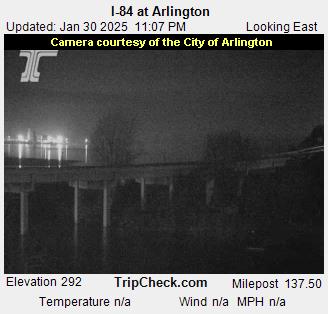 I-84 at Arlington
Updated: Jan 30 2025 11:07 PM Looking East
Camera courtesy of the City of Arlington
Elevation 292 TripCheck.com Milepost 137.50
Temperature n/a Wind n/a MPH n/a